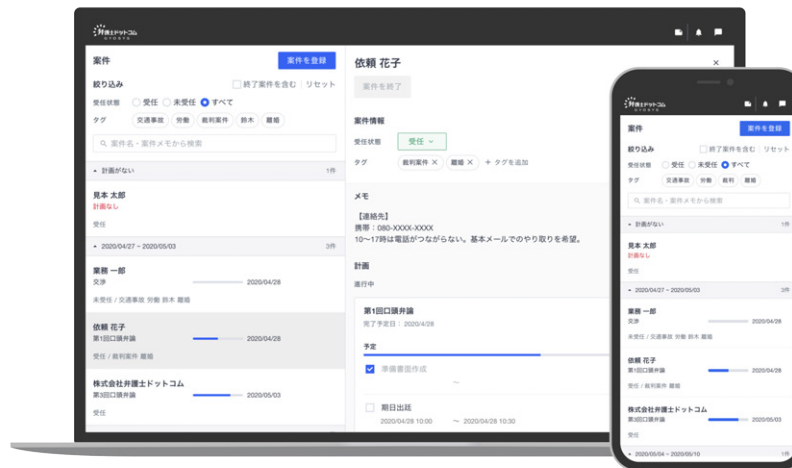 弁護士ドットコム
案件
案件を登録
絞り込み
終了案件を含む
リセット
受任状態
受任
未受任
すべて
タグ
交通事故
労働
裁判案件
鈴木
離婚
案件名・案件メモから検索
計画がない
1件
見本 太郎
計画なし
受任
2020/04/27 ~ 2020/05/03
3件
業務 一郎
交渉
2020/04/28
未受任 / 交通事故 労働 鈴木 離婚
依頼 花子
第1回口頭弁論
2020/04/28
受任 / 裁判案件 離婚
株式会社弁護士ドットコム
第3回口頭弁論
2020/05/03
受任
依頼 花子
案件を終了
案件情報
受任状態
受任
タグ
裁判案件 ×
離婚 ×
+ タグを追加
メモ
【連絡先】
携帯：080-XXXX-XXXX
10〜17時は電話がつながらない。基本メールでのやり取りを希望。
計画
進行中
第1回口頭弁論
完了予定日： 2020/4/28
予定
準備書面作成
~
期日出廷
2020/04/28 10:00 ~ 2020/04/28 10:30
弁護士ドットコム
案件
案件を登録
絞り込み
終了案件を含む
リセット
受任状態
受任
未受任
すべて
タグ
交通事故
労働
裁判
離婚
案件名・案件メモから検索
計画がない
1件
見本 太郎
計画なし
受任
2020/04/27 ~ 2020/05/03
3件
業務 一郎
交渉
2020/04/28
未受任 / 交通事故 労働 鈴木 離婚
依頼 花子
第1回口頭弁論
2020/04/28
受任 / 裁判案件 離婚
株式会社弁護士ドットコム
第3回口頭弁論
2020/05/03
受任
2020/05/04 ~ 2020/05/10
1件